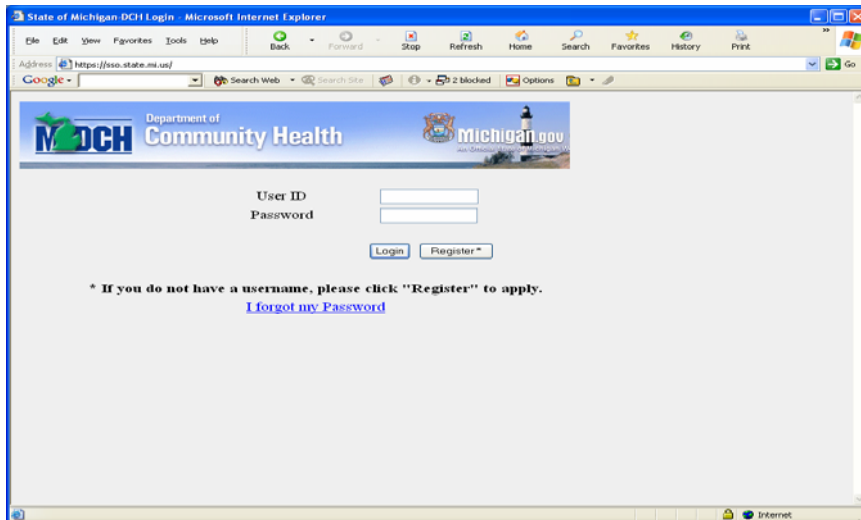 State of Michigan-DCH Login - Microsoft Internet Explorer
File Edit View Favorites Tools Help Back Forward Stop Refresh Home Search Favorites History Print
Address https://sso.state.mi.us/ Go
Google Search Web Search Site 2 blocked Options
MDCH Department of Community Health Michigan.gov
User ID
Password
Login Register*
* If you do not have a username, please click "Register" to apply.
I forgot my Password
Internet